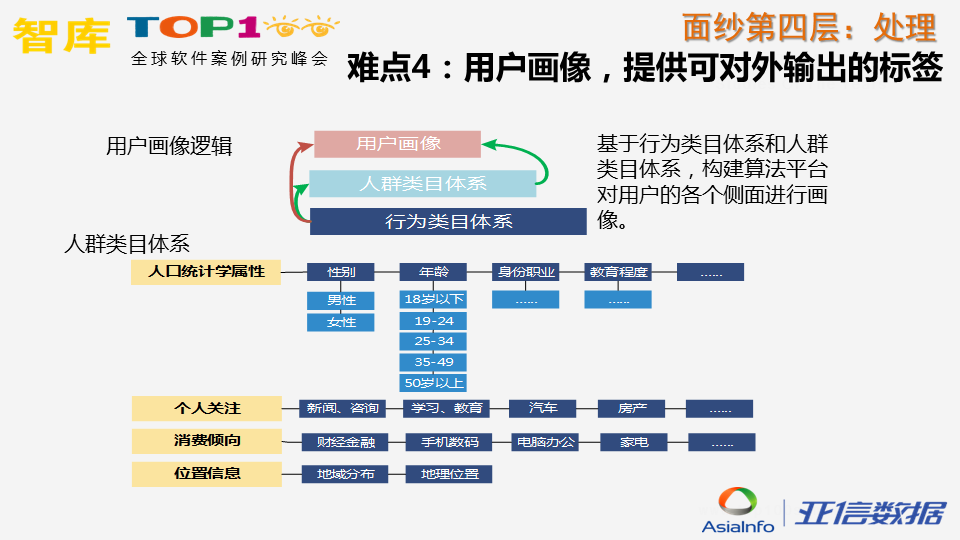 智库 TOP1
全球软件案例研究峰会
面纱第四层：处理
难点4：用户画像，提供可对外输出的标签
用户画像逻辑
用户画像
人群类目体系
行为类目体系
基于行为类目体系和人群
类目体系，构建算法平台
对用户的各个侧面进行画
像。
人群类目体系
人口统计学属性 性别 年龄 身份职业 教育程度 ……
男性 18岁以下 …… ……
女性 19-24
25-34
35-49
50岁以上
个人关注 新闻、咨询 学习、教育 汽车 房产 ……
消费倾向 财经金融 手机数码 电脑办公 家电 ……
位置信息 地域分布 地理位置
AsiaInfo 亚信数据